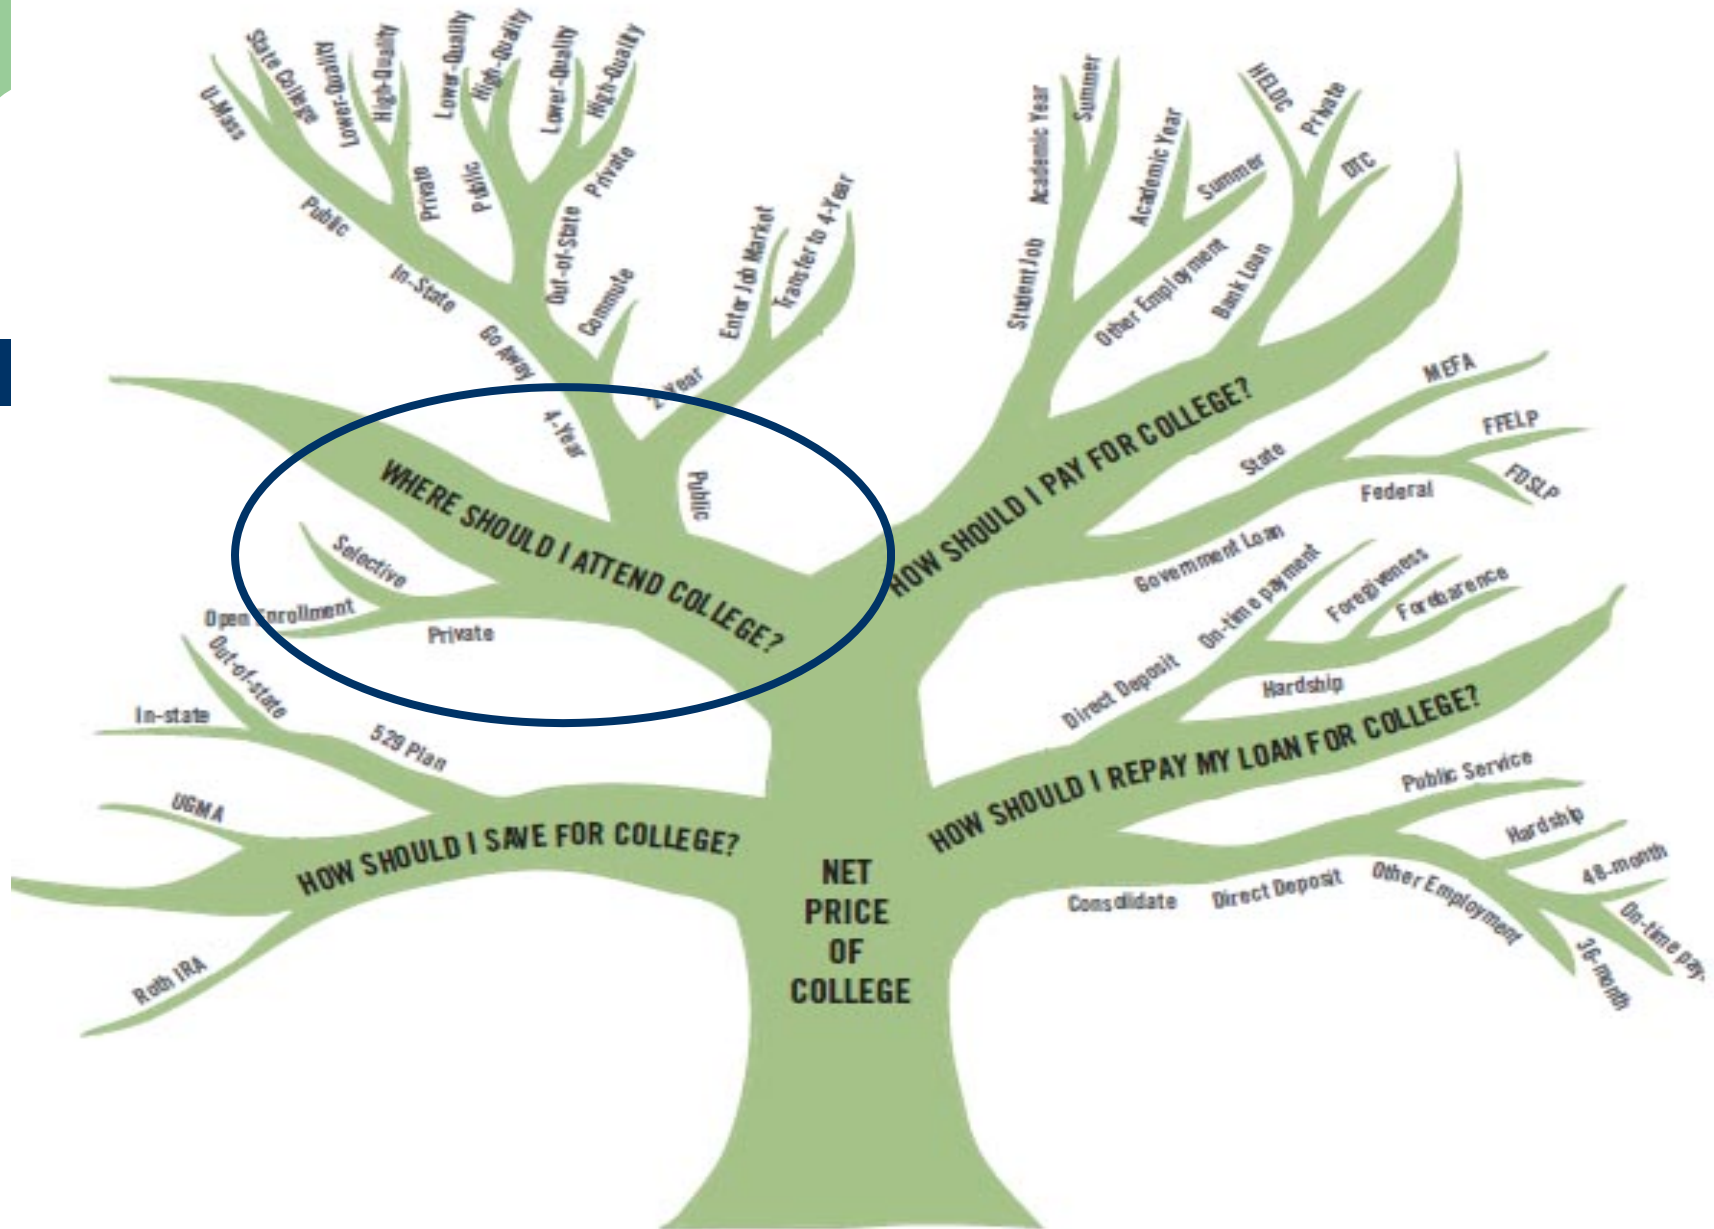 U-Mass
State College
Lower-Quality
High-Quality
Lower-Quality
High-Quality
Lower-Quality
High-Quality
Public
Private
Public
Private
In-State
Out-of-State
Go Away
Commute
4-Year
2-Year
Enter Job Market
Transfer to 4-Year
Public
WHERE SHOULD I ATTEND COLLEGE?
Selective
Open Enrollment
Private
Out-of-state
In-state
529 Plan
UGMA
HOW SHOULD I SAVE FOR COLLEGE?
Roth IRA
Academic Year
Summer
Student Job
Academic Year
Summer
Other Employment
HELDC
Private
DTC
Bank Loan
HOW SHOULD I PAY FOR COLLEGE?
MEFA
State
FFELP
FDSLP
Federal
Government Loan
On-time payment
Foregiveness
Forebarence
Direct Deposit
Hardship
HOW SHOULD I REPAY MY LOAN FOR COLLEGE?
Public Service
Hardship
48-month
On-time pay-
36-month
Other Employment
Direct Deposit
Consolidate
NET
PRICE
OF
COLLEGE